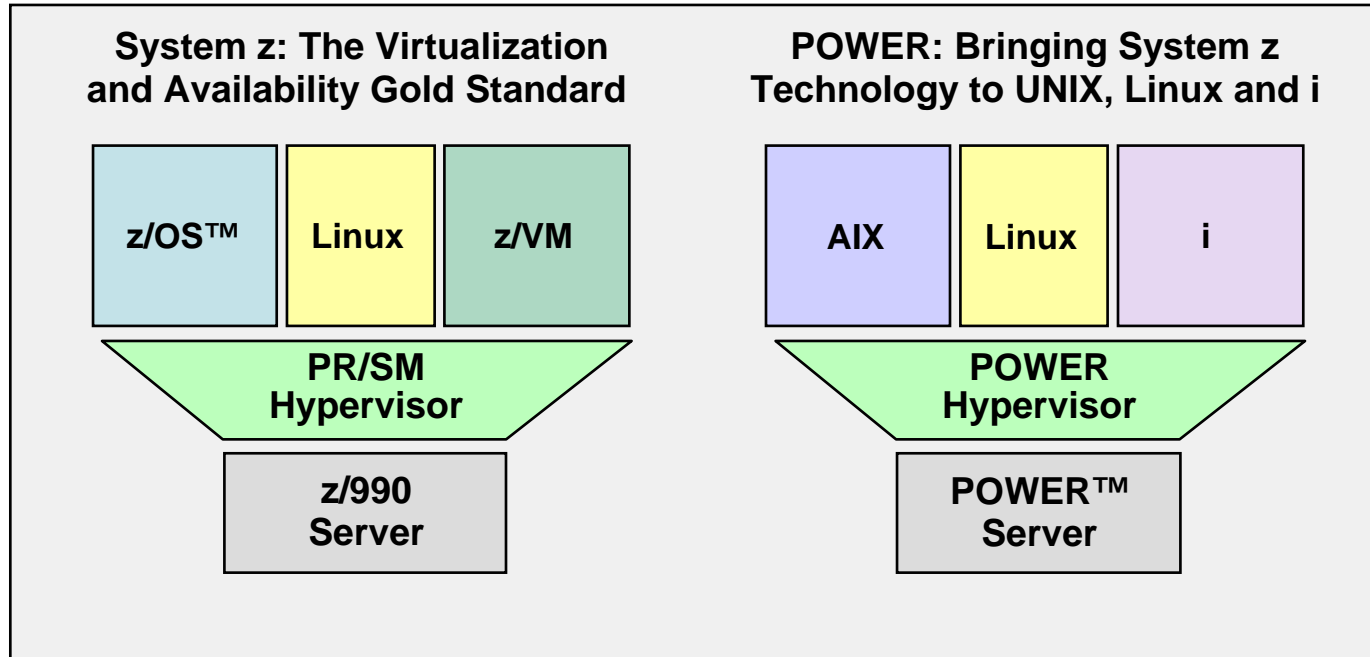 System z: The Virtualization
and Availability Gold Standard
z/OS™
Linux
z/VM
PR/SM
Hypervisor
z/990
Server
POWER: Bringing System z
Technology to UNIX, Linux and i
AIX
Linux
i
POWER
Hypervisor
POWER™
Server